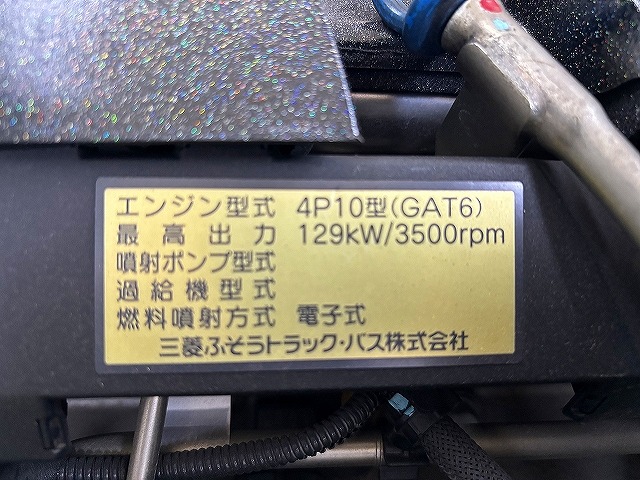 エンジン型式 4P10型(GAT6)
最高出力 129kW/3500rpm
噴射ポンプ型式
過給機型式
燃料噴射方式 電子式
三菱ふそうトラック・バス株式会社